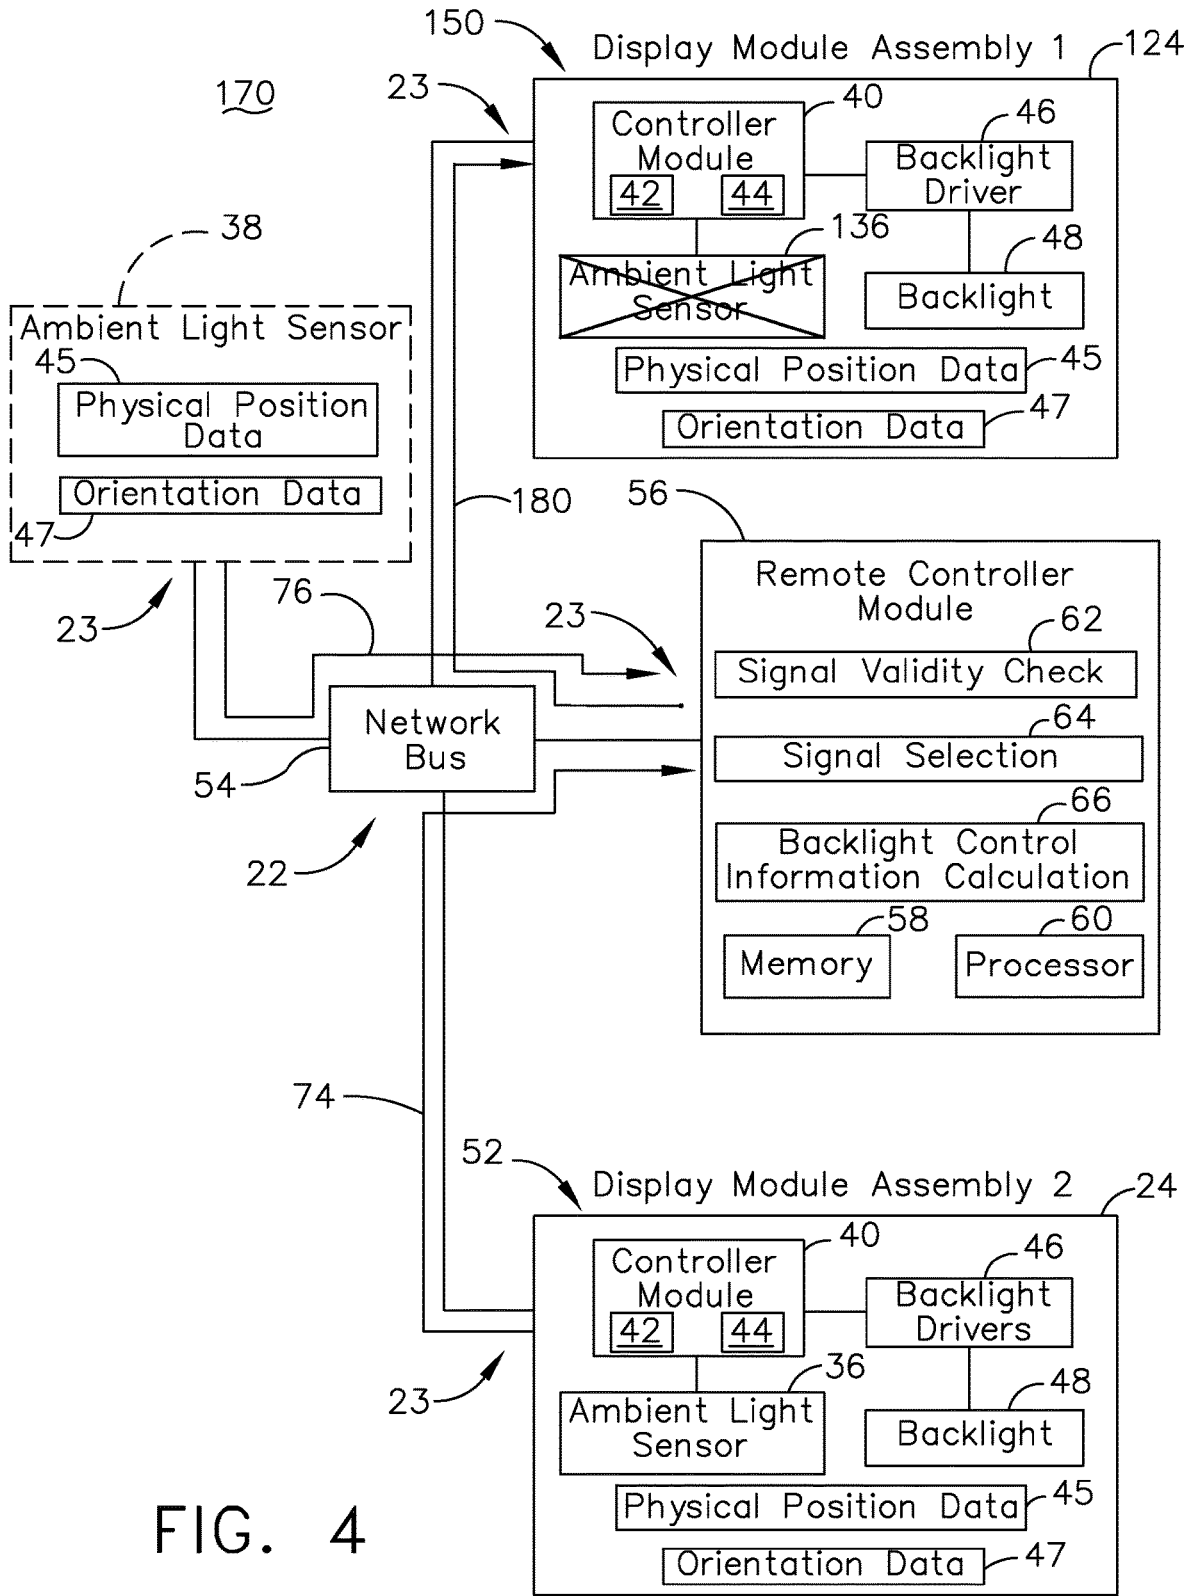 150
Display Module Assembly 1
124
170
23
40
46
Controller
Module
42
44
Backlight
Driver
38
136
48
Ambient Light
Sensor
Backlight
Ambient Light Sensor
45
Physical Position
Data
Physical Position Data
45
Orientation Data
47
Orientation Data
47
180
56
23
76
23
Remote Controller
Module
62
Signal Validity Check
64
Signal Selection
Network
Bus
54
22
66
Backlight Control
Information Calculation
58
Memory
60
Processor
74
52
Display Module Assembly 2
24
40
46
Controller
Module
42
44
Backlight
Drivers
23
36
48
Ambient Light
Sensor
Backlight
Physical Position Data
45
Orientation Data
47
FIG. 4